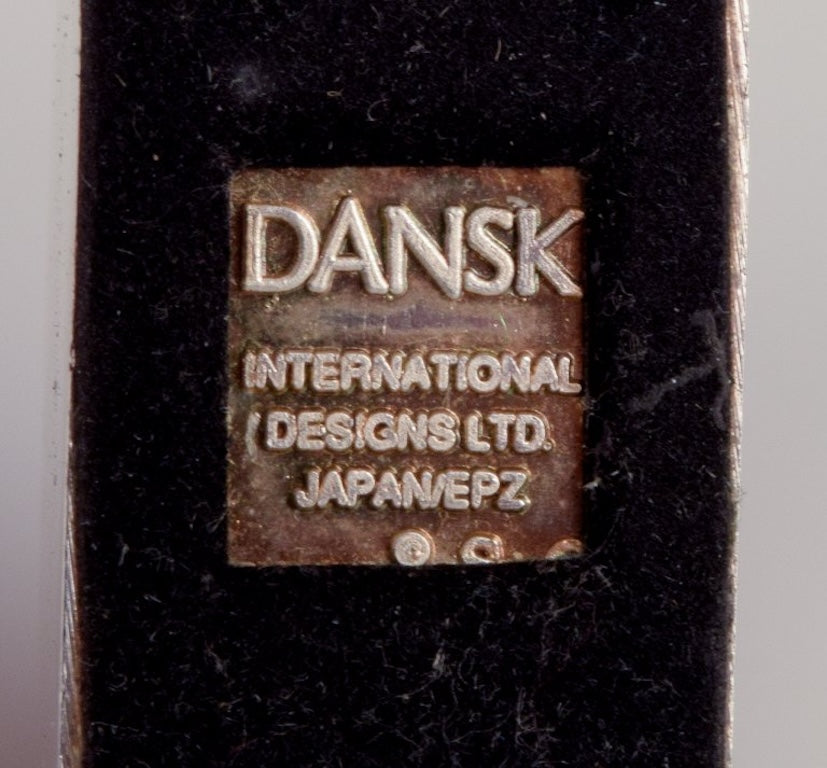 DANSK
INTERNATIONAL
DESIGNS LTD.
JAPAN/EPZ